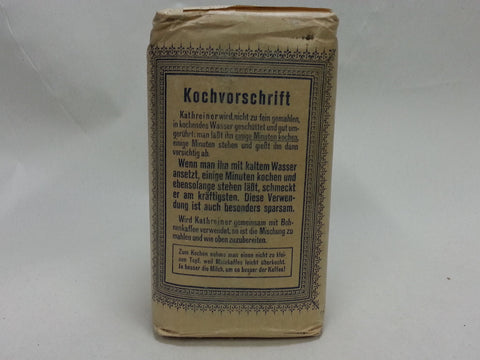 Kochvorschrift
Kathreiner wird, nicht zu fein gemahlen,
in kochendes Wasser geschüttet und gut um-
gerührt; man läßt ihn einige Minuten kochen,
einige Minuten stehen und gießt ihn dann
vorsichtig ab.
Wenn man ihn mit kaltem Wasser
ansetzt, einige Minuten kochen und
ebensolange stehen läßt, schmeckt
er am kräftigsten. Diese Verwen-
dung ist auch besonders sparsam.
Wird Kathreiner gemeinsam mit Boh-
nenkaffee verwendet, so ist die Mischung zu
mahlen und wie oben zuzubereiten.
Zum Kochen nehme man einen nicht zu klei-
nen Topf, weil Malzkaffee leicht überkocht.
Je besser die Milch, um so besser der Kaffee!